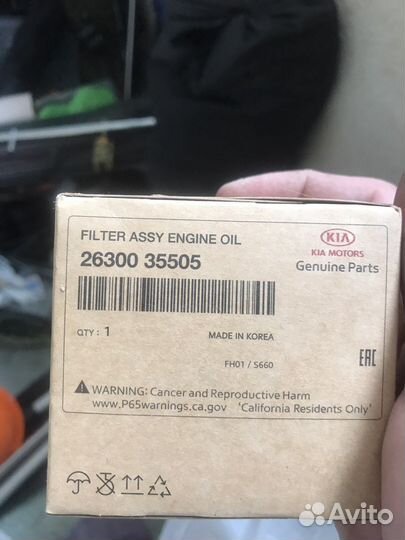 FILTER ASSY ENGINE OIL
26300 35505
KIA
KIA MOTORS
Genuine Parts
QTY : 1
MADE IN KOREA
FH01 / S660
EAC
WARNING: Cancer and Reproductive Harm
www.P65warnings.ca.gov 'California Residents Only'
Avito